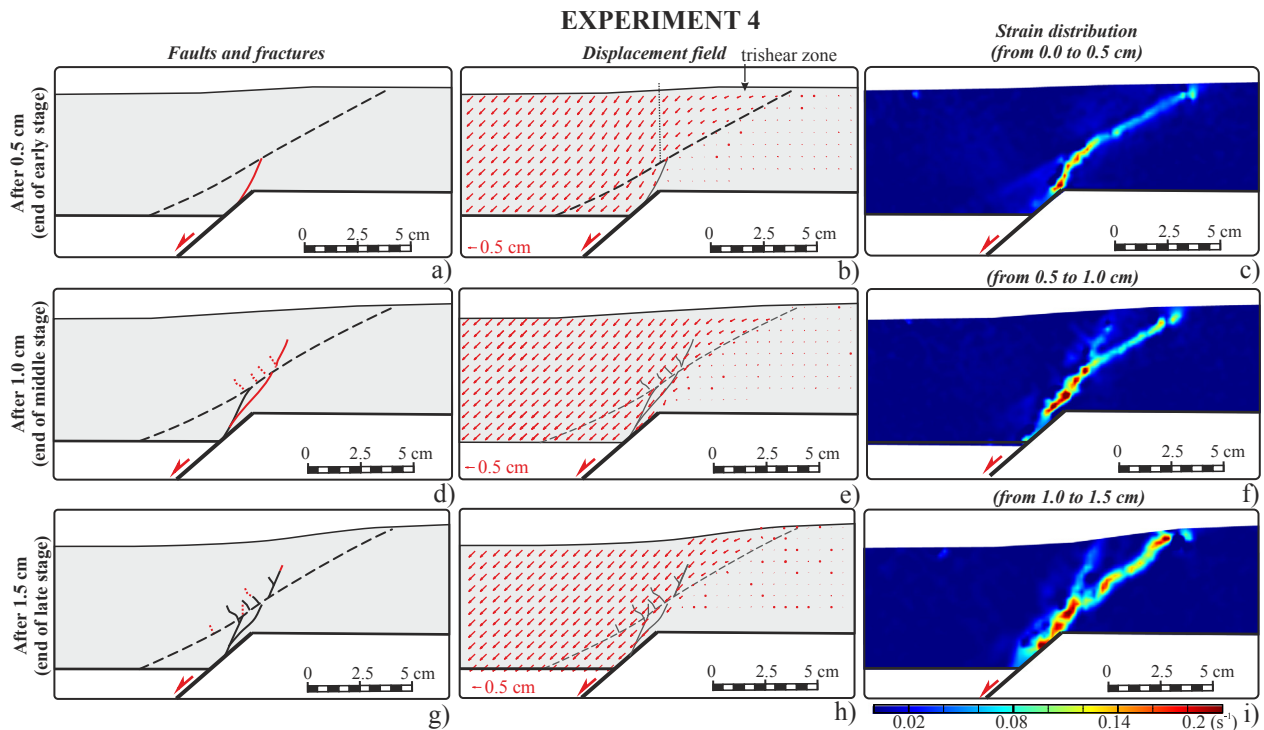 EXPERIMENT 4
Faults and fractures
Displacement field
trishear zone
Strain distribution
(from 0.0 to 0.5 cm)
After 0.5 cm
(end of early stage)
0 2.5 5 cm
a)
←0.5 cm
0 2.5 5 cm
b)
0 2.5 5 cm
c)
(from 0.5 to 1.0 cm)
After 1.0 cm
(end of middle stage)
0 2.5 5 cm
d)
←0.5 cm
0 2.5 5 cm
e)
0 2.5 5 cm
f)
(from 1.0 to 1.5 cm)
After 1.5 cm
(end of late stage)
0 2.5 5 cm
g)
←0.5 cm
0 2.5 5 cm
h)
0 2.5 5 cm
i)
0.02 0.08 0.14 0.2 (s⁻¹)